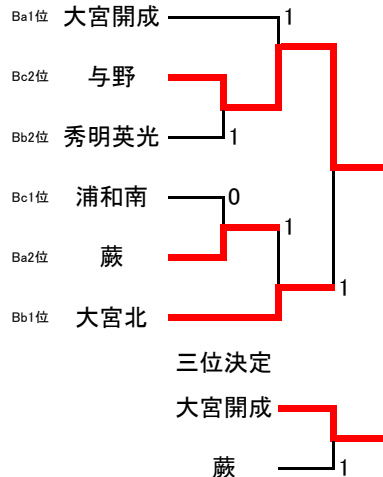 Ba1位 大宮開成 1
Bc2位 与野
Bb2位 秀明英光 1
Bc1位 浦和南 0
1
Ba2位 蕨
Bb1位 大宮北 1
三位決定
大宮開成
蕨 1